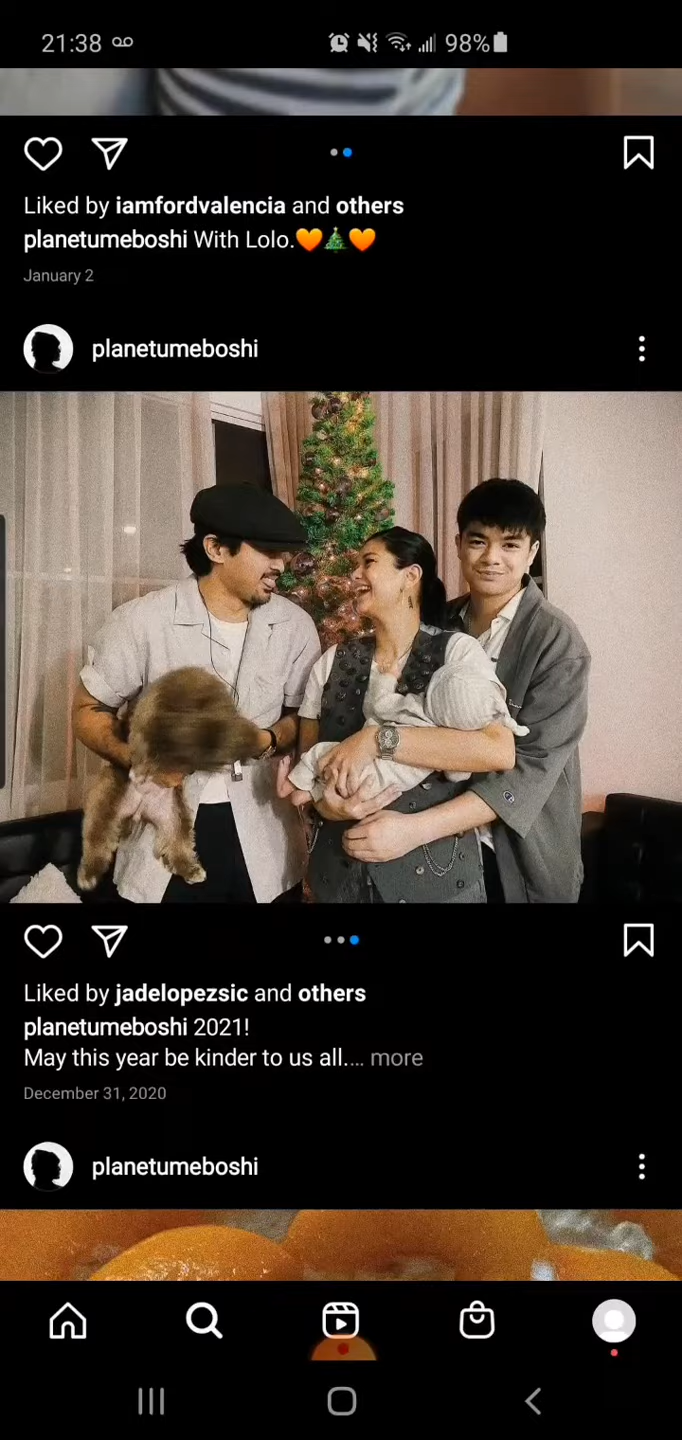 21:38 98%
Liked by iamfordvalencia and others
planetumeboshi With Lolo.🧡🎄🧡
January 2
planetumeboshi
Liked by jadelopezsic and others
planetumeboshi 2021!
May this year be kinder to us all.... more
December 31, 2020
planetumeboshi